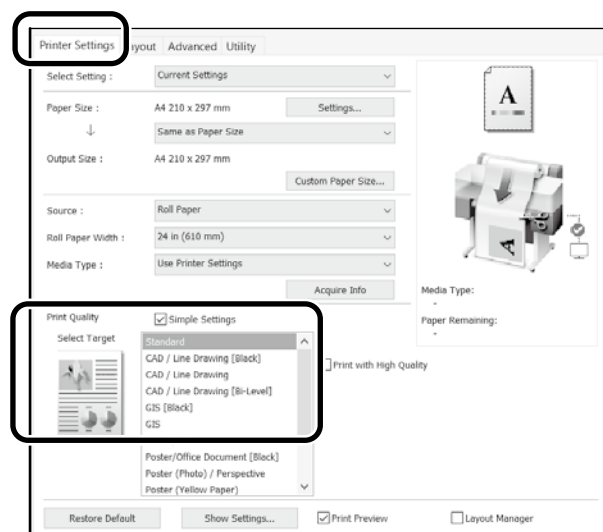 Printer Settings yout Advanced Utility
Select Setting : Current Settings
Paper Size : A4 210 x 297 mm Settings...
↓ Same as Paper Size
Output Size : A4 210 x 297 mm
Custom Paper Size...
Source : Roll Paper
Roll Paper Width : 24 in (610 mm)
Media Type : Use Printer Settings
Acquire Info
Print Quality Simple Settings
Select Target
Standard
CAD / Line Drawing [Black]
CAD / Line Drawing
CAD / Line Drawing [Bi-Level]
GIS [Black]
GIS
Poster/Office Document [Black]
Poster (Photo) / Perspective
Poster (Yellow Paper)
Print with High Quality
A
A
Media Type:
-
Paper Remaining:
-
Restore Default Show Settings... Print Preview Layout Manager